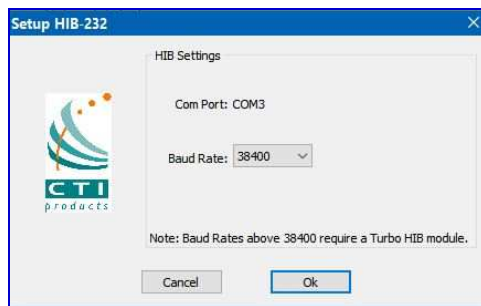 Setup HIB-232
HIB Settings
Com Port: COM3
Baud Rate: 38400
CTI
products
Note: Baud Rates above 38400 require a Turbo HIB module.
Cancel
Ok